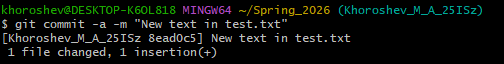 khoroshev@DESKTOP-K6OL818 MINGW64 ~/Spring_2026 (Khoroshev_M_A_25ISz)
$ git commit -a -m "New text in test.txt"
[Khoroshev_M_A_25ISz 8ead0c5] New text in test.txt
 1 file changed, 1 insertion(+)